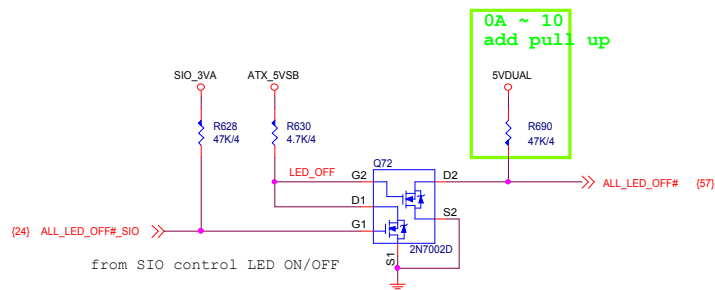 0A ~ 10
add pull up
SIO_3VA
ATX_5VSB
5VDUAL
R628
47K/4
R630
4.7K/4
R690
47K/4
LED_OFF
Q72
G2
D2
ALL_LED_OFF# {57}
D1
S2
{24} ALL_LED_OFF#_SIO
G1
2N7002D
S1
from SIO control LED ON/OFF